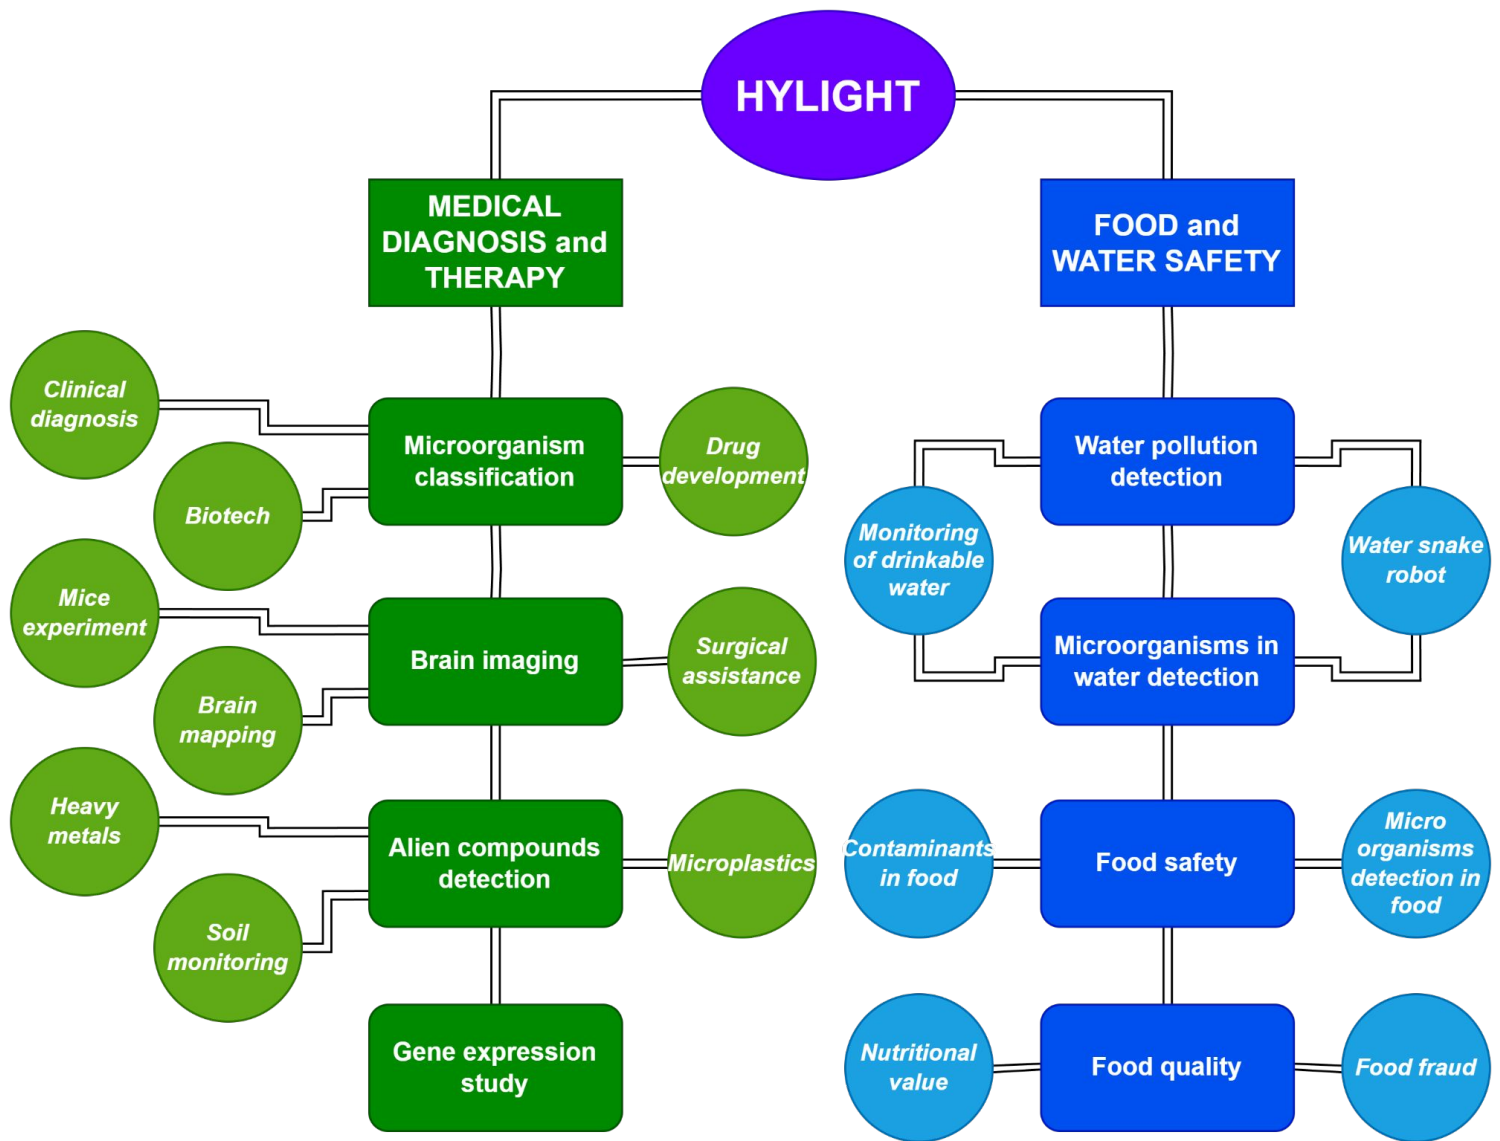 HYLIGHT
MEDICAL
DIAGNOSIS and
THERAPY
FOOD and
WATER SAFETY
Clinical
diagnosis
Biotech
Microorganism
classification
Drug
development
Mice
experiment
Brain
mapping
Brain imaging
Surgical
assistance
Heavy
metals
Soil
monitoring
Alien compounds
detection
Microplastics
Gene expression
study
Water pollution
detection
Monitoring
of drinkable
water
Water snake
robot
Microorganisms in
water detection
Contaminants
in food
Food safety
Micro
organisms
detection in
food
Nutritional
value
Food quality
Food fraud